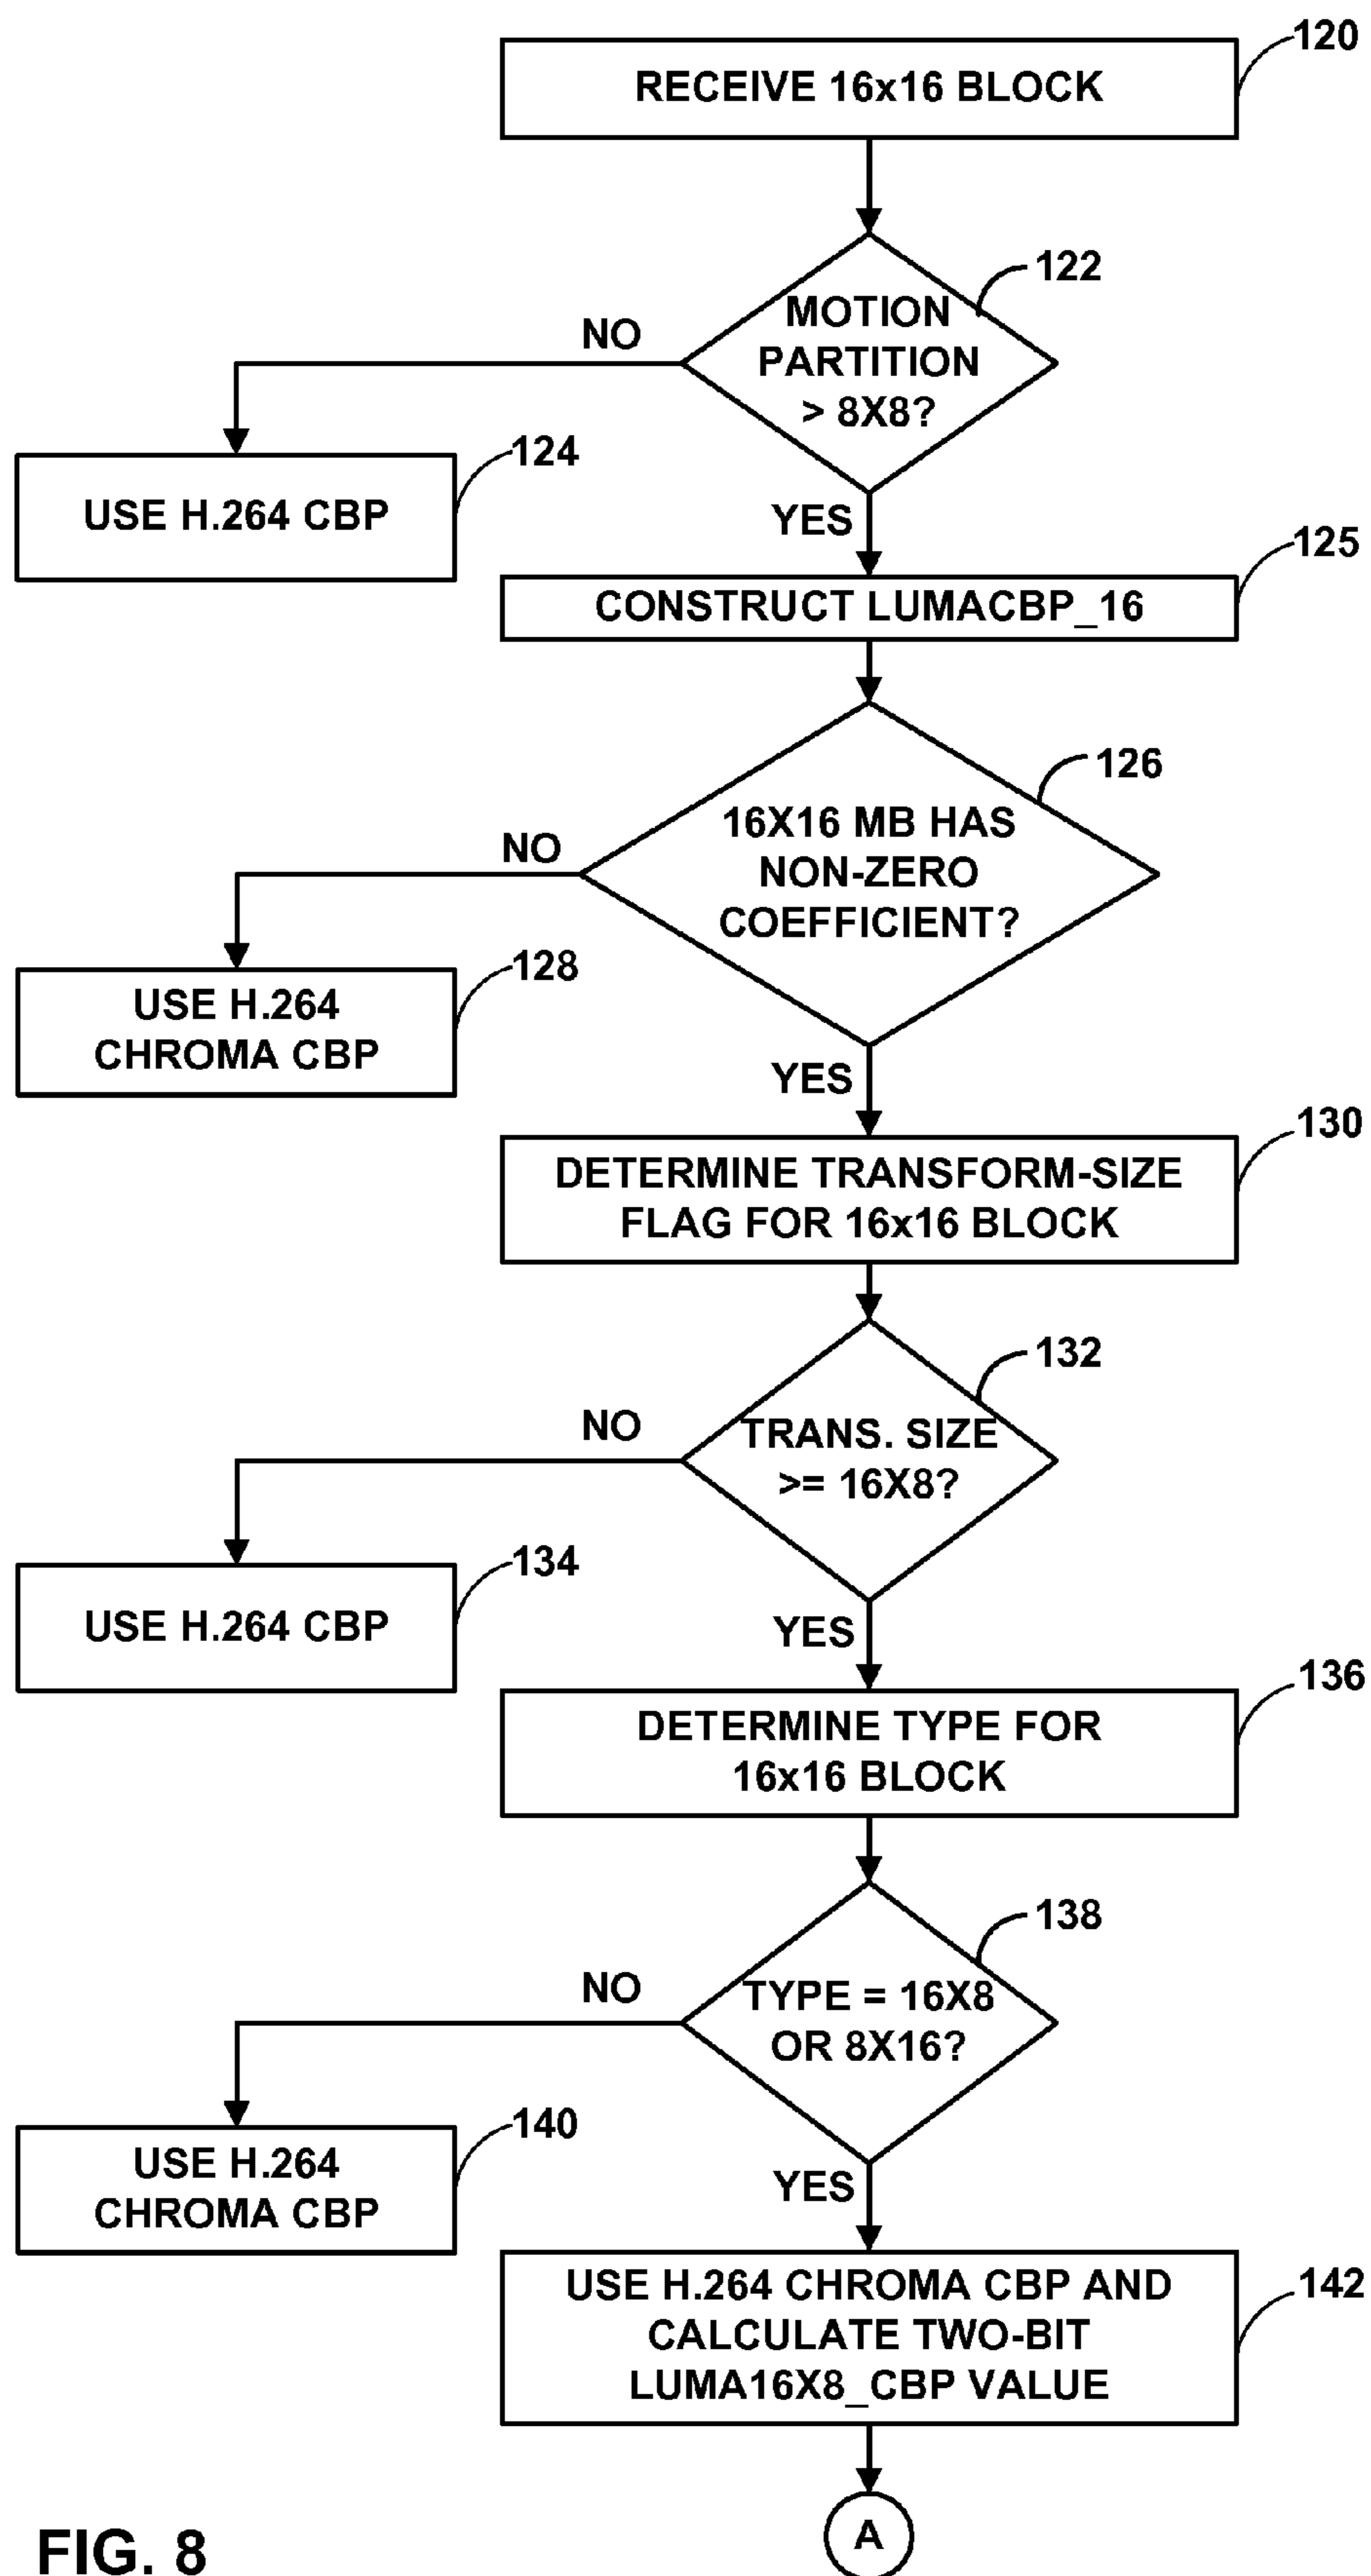 120
RECEIVE 16x16 BLOCK
122
MOTION
PARTITION
> 8X8?
NO
124
USE H.264 CBP
YES
125
CONSTRUCT LUMACBP_16
126
16X16 MB HAS
NON-ZERO
COEFFICIENT?
NO
128
USE H.264
CHROMA CBP
YES
130
DETERMINE TRANSFORM-SIZE
FLAG FOR 16x16 BLOCK
132
TRANS. SIZE
>= 16X8?
NO
134
USE H.264 CBP
YES
136
DETERMINE TYPE FOR
16x16 BLOCK
138
TYPE = 16X8
OR 8X16?
NO
140
USE H.264
CHROMA CBP
YES
142
USE H.264 CHROMA CBP AND
CALCULATE TWO-BIT
LUMA16X8_CBP VALUE
A
FIG. 8